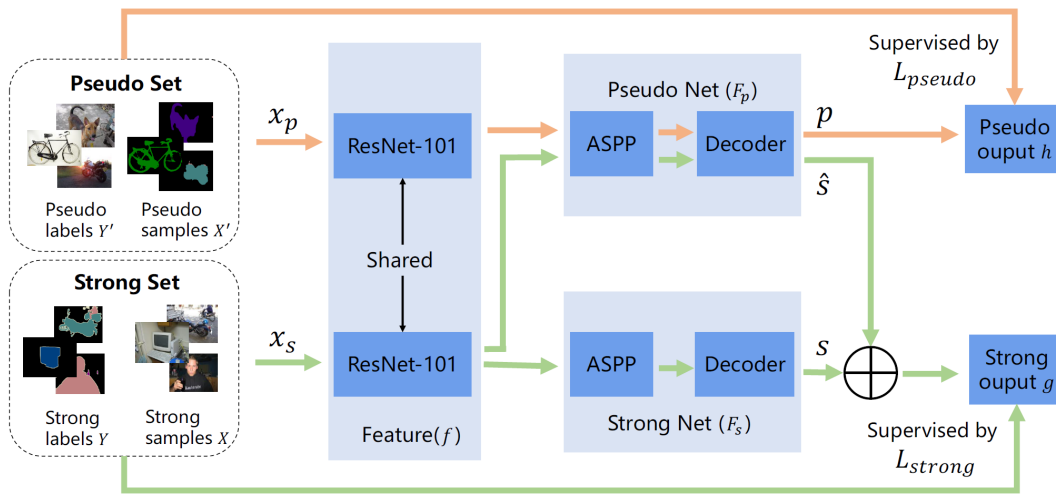 Pseudo Set
Pseudo labels Y′
Pseudo samples X′
Strong Set
Strong labels Y
Strong samples X
x_p
x_s
ResNet-101
Shared
ResNet-101
Feature(f)
Pseudo Net (F_p)
ASPP
Decoder
ASPP
Decoder
Strong Net (F_s)
p
ŝ
s
Supervised by
L_pseudo
Pseudo
ouput h
Strong
ouput g
Supervised by
L_strong